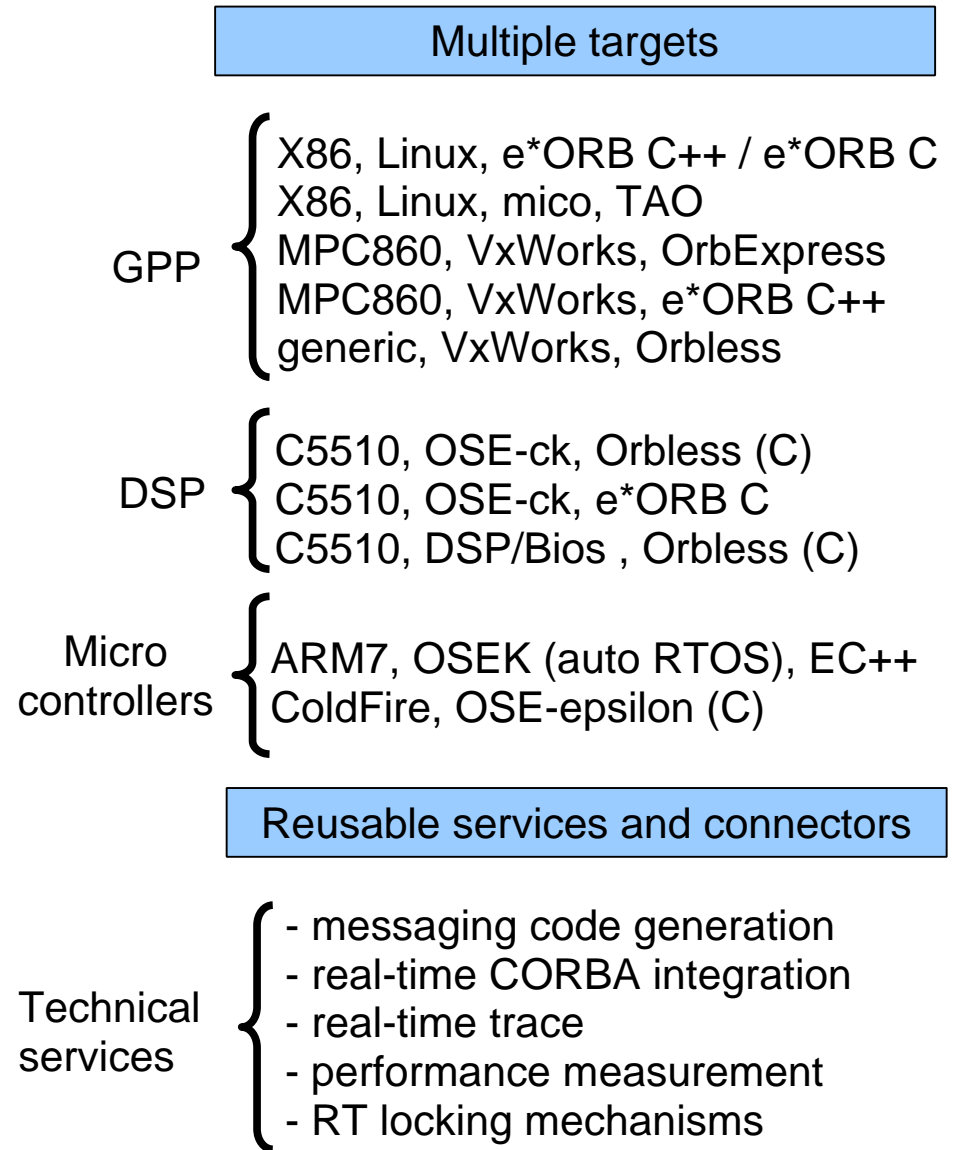 Multiple targets
GPP
X86, Linux, e*ORB C++ / e*ORB C
X86, Linux, mico, TAO
MPC860, VxWorks, OrbExpress
MPC860, VxWorks, e*ORB C++
generic, VxWorks, Orbless
DSP
C5510, OSE-ck, Orbless (C)
C5510, OSE-ck, e*ORB C
C5510, DSP/Bios , Orbless (C)
Micro
controllers
ARM7, OSEK (auto RTOS), EC++
ColdFire, OSE-epsilon (C)
Reusable services and connectors
Technical
services
- messaging code generation
- real-time CORBA integration
- real-time trace
- performance measurement
- RT locking mechanisms